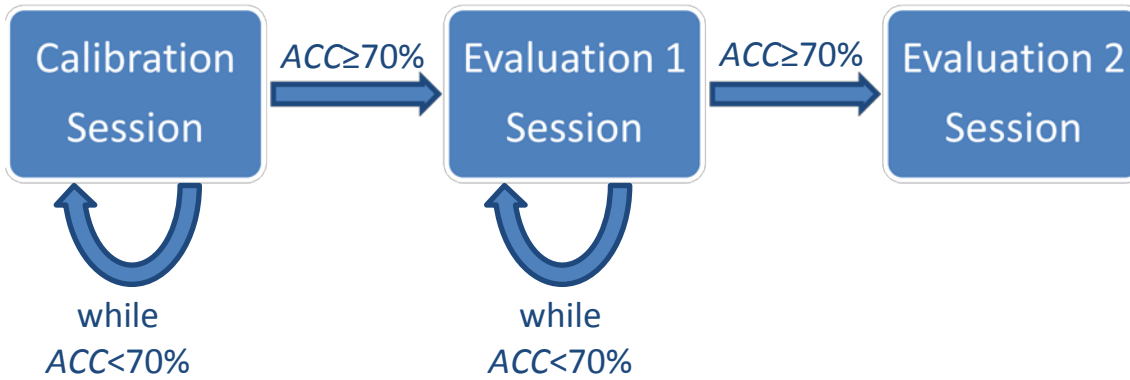 Calibration
Session
ACC≥70%
Evaluation 1
Session
ACC≥70%
Evaluation 2
Session
while
ACC<70%
while
ACC<70%